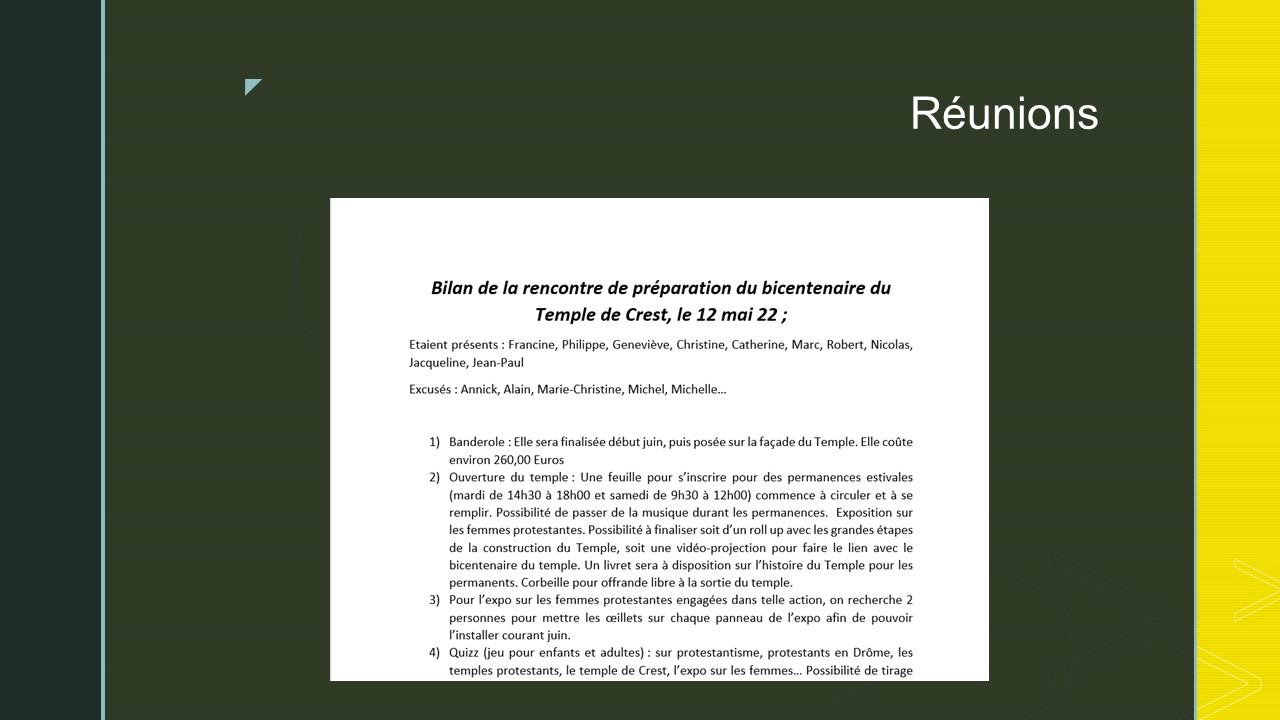 Réunions
Bilan de la rencontre de préparation du bicentenaire du
Temple de Crest, le 12 mai 22 ;
Etaient présents : Francine, Philippe, Geneviève, Christine, Catherine, Marc, Robert, Nicolas,
Jacqueline, Jean-Paul
Excusés : Annick, Alain, Marie-Christine, Michel, Michelle…
1) Banderole : Elle sera finalisée début juin, puis posée sur la façade du Temple. Elle coûte
environ 260,00 Euros
2) Ouverture du temple : Une feuille pour s’inscrire pour des permanences estivales
(mardi de 14h30 à 18h00 et samedi de 9h30 à 12h00) commence à circuler et à se
remplir. Possibilité de passer de la musique durant les permanences. Exposition sur
les femmes protestantes. Possibilité à finaliser soit d’un roll up avec les grandes étapes
de la construction du Temple, soit une vidéo-projection pour faire le lien avec le
bicentenaire du temple. Un livret sera à disposition sur l’histoire du Temple pour les
permanents. Corbeille pour offrande libre à la sortie du temple.
3) Pour l’expo sur les femmes protestantes engagées dans telle action, on recherche 2
personnes pour mettre les œillets sur chaque panneau de l’expo afin de pouvoir
l’installer courant juin.
4) Quizz (jeu pour enfants et adultes) : sur protestantisme, protestants en Drôme, les
temples protestants, le temple de Crest, l’expo sur les femmes… Possibilité de tirage